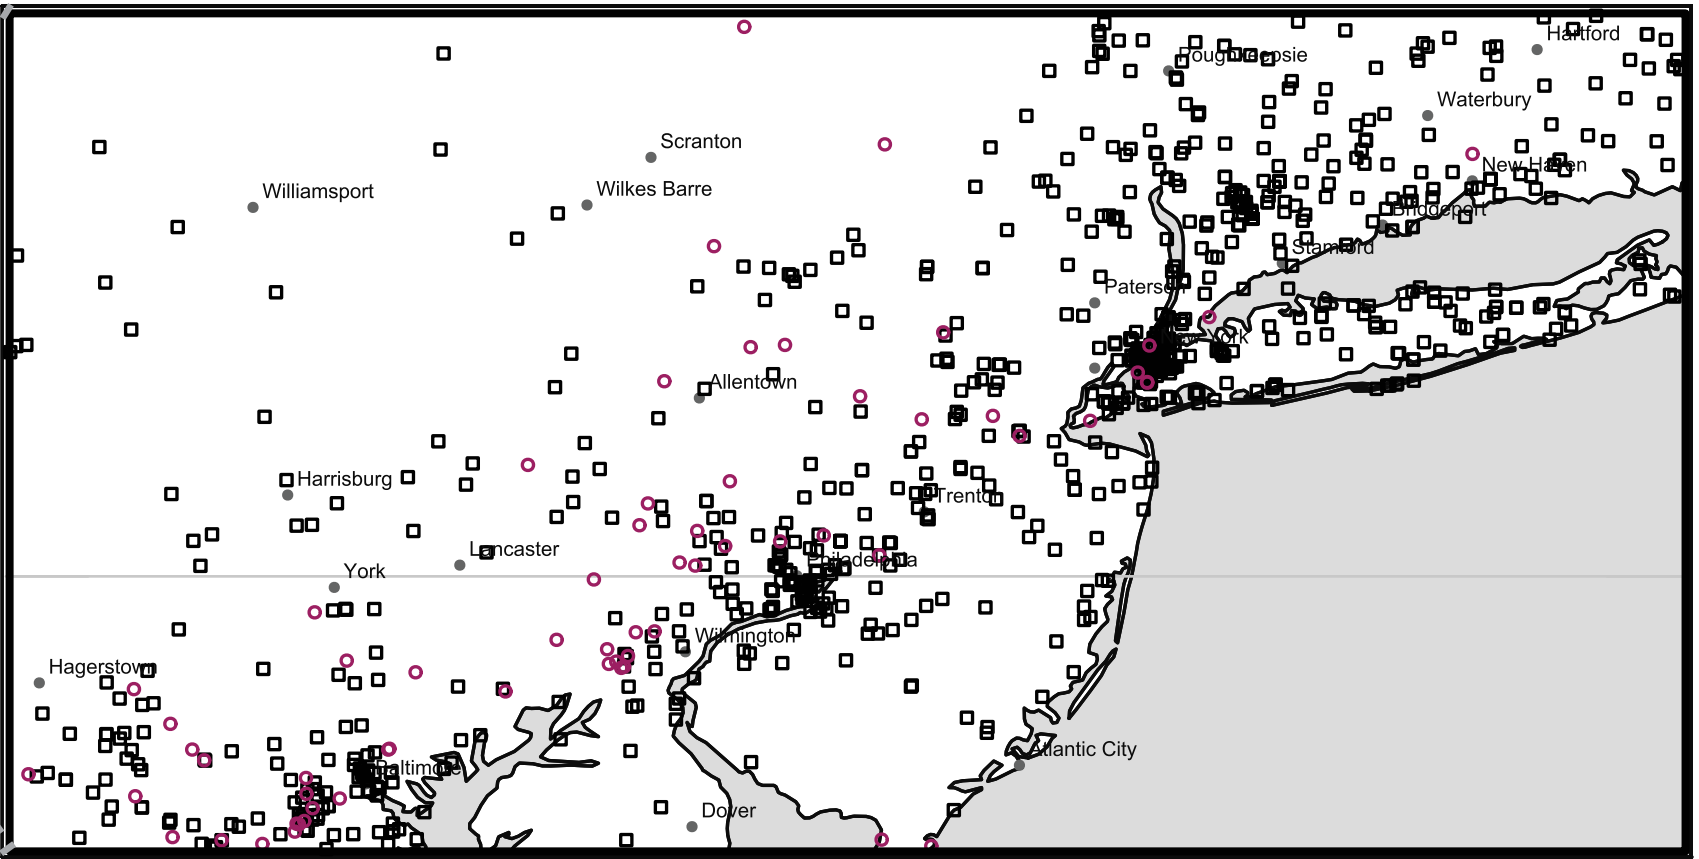 Hartford
Poughkeepsie
Waterbury
Scranton
New Haven
Wilkes Barre
Williamsport
Bridgeport
Stamford
Paterson
New York
Allentown
Harrisburg
Trenton
Lancaster
Philadelphia
York
Wilmington
Hagerstown
Atlantic City
Baltimore
Dover